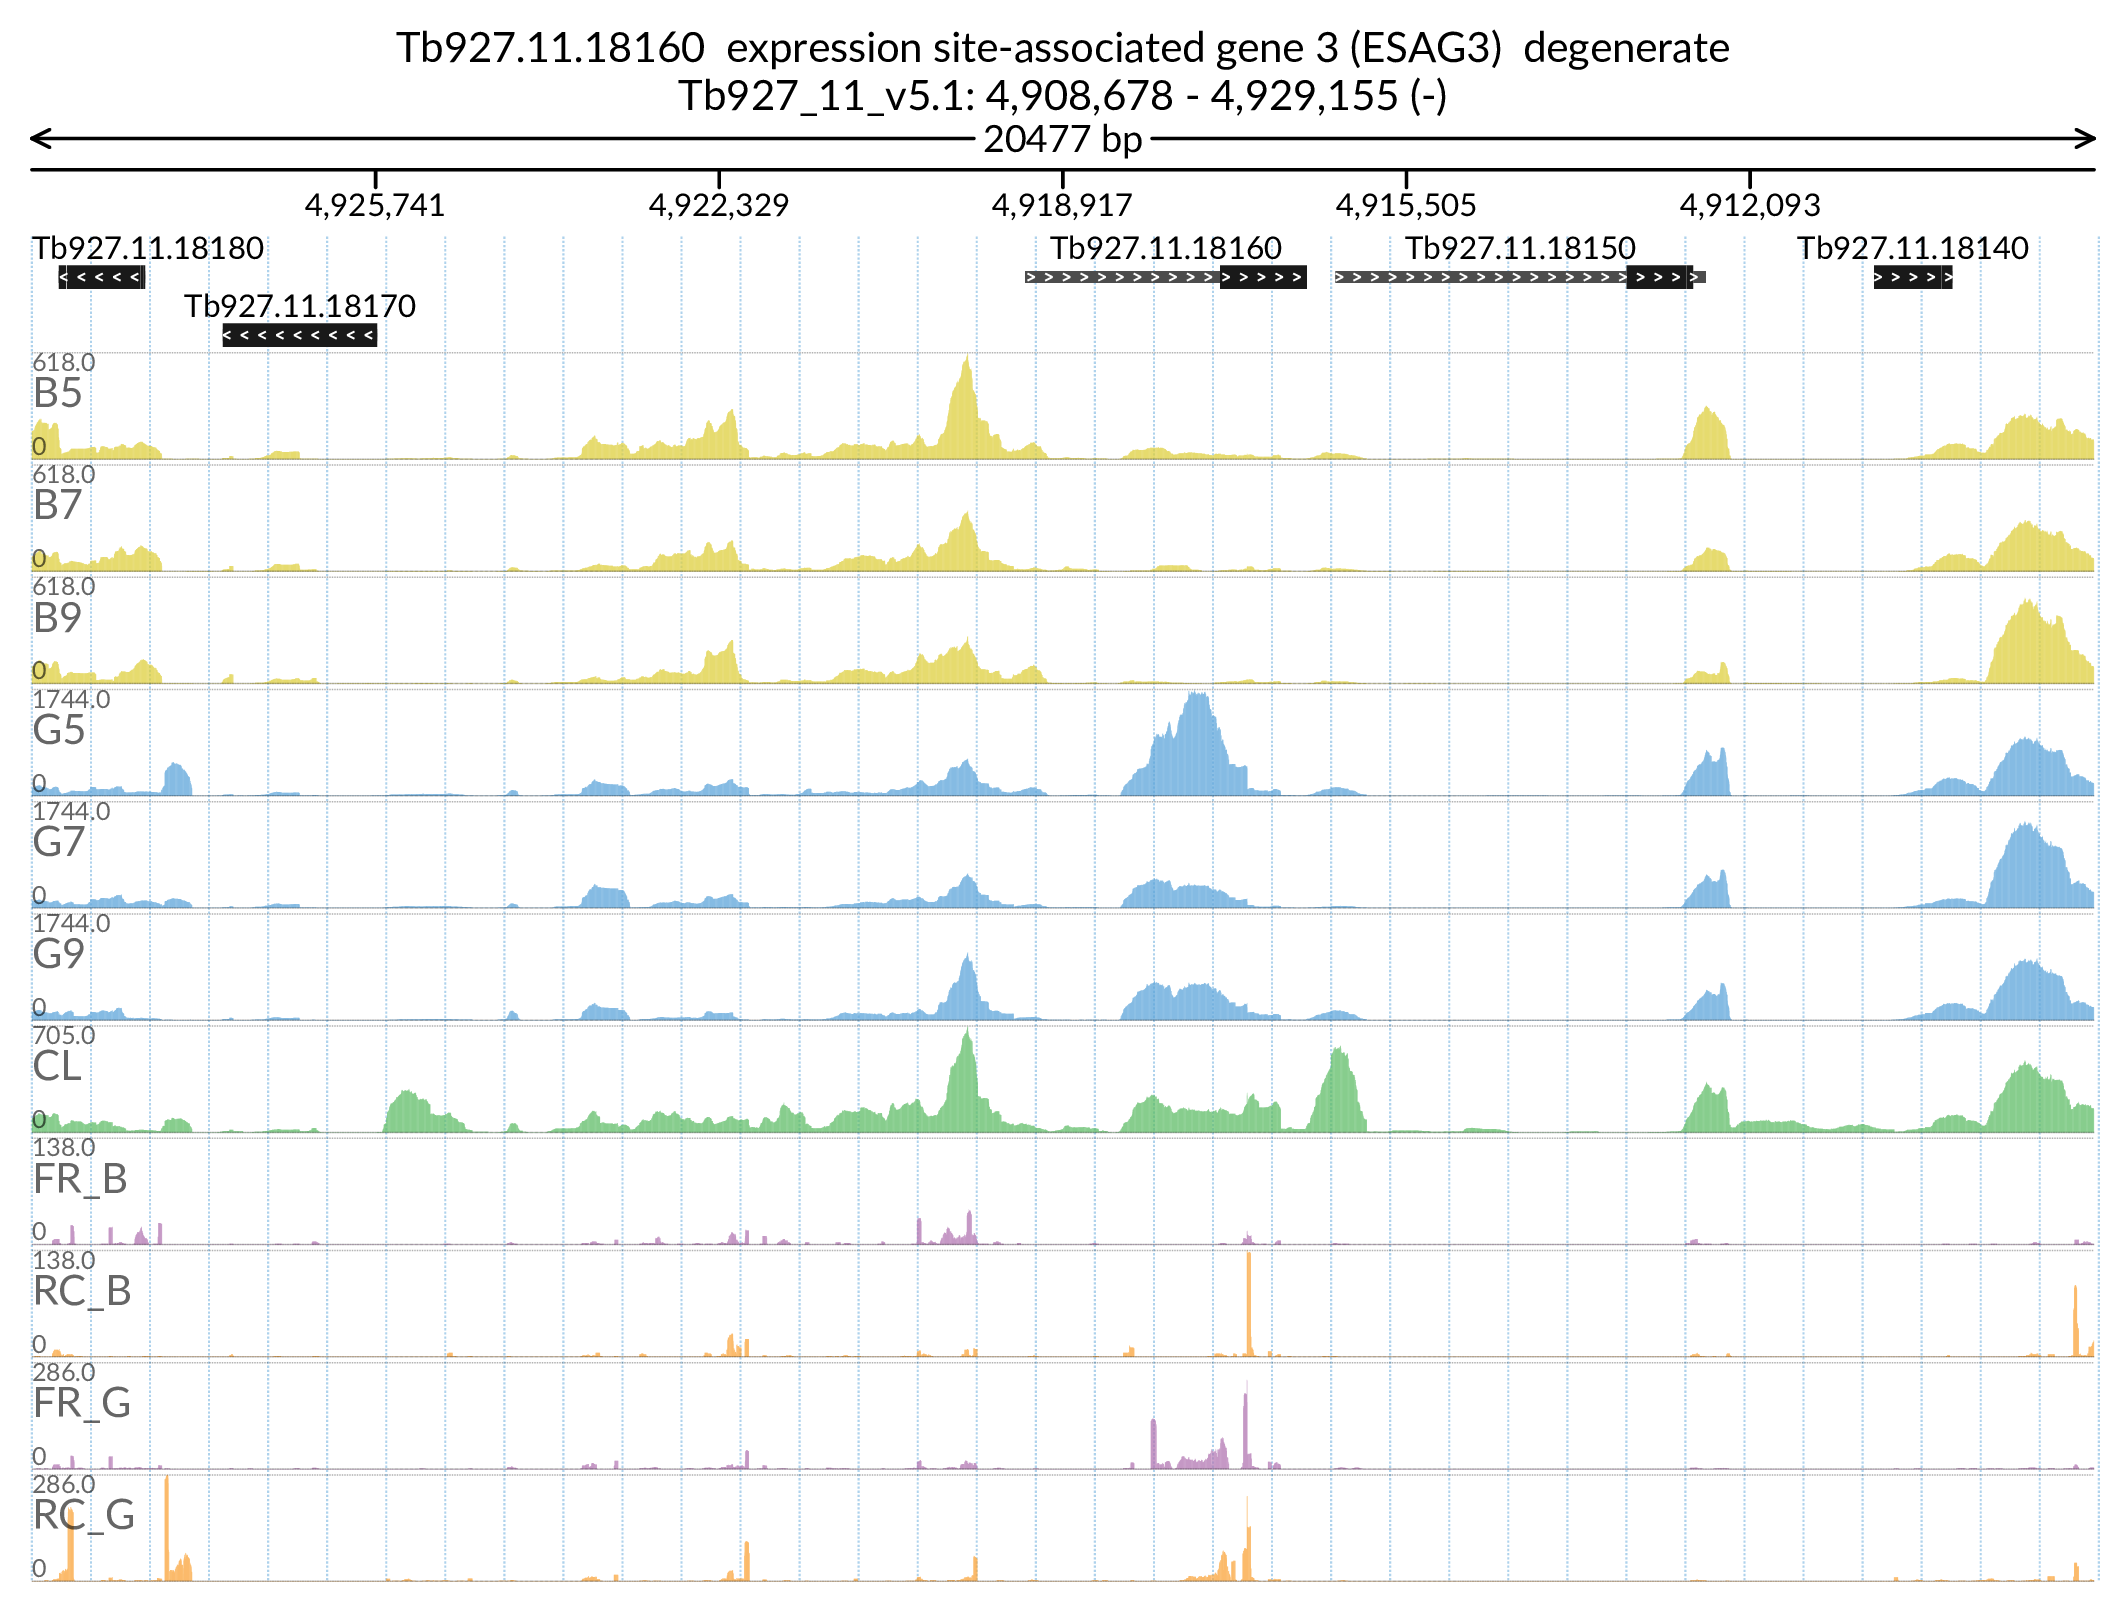 Tb927.11.18160  expression site-associated gene 3 (ESAG3)  degenerate
Tb927_11_v5.1: 4,908,678 - 4,929,155 (-)
20477 bp
4,925,741 4,922,329 4,918,917 4,915,505 4,912,093
Tb927.11.18180 Tb927.11.18160 Tb927.11.18150 Tb927.11.18140
Tb927.11.18170
618.0
B5
0
618.0
B7
0
618.0
B9
0
1744.0
G5
0
1744.0
G7
0
1744.0
G9
0
705.0
CL
0
138.0
FR_B
0
138.0
RC_B
0
286.0
FR_G
0
286.0
RC_G
0